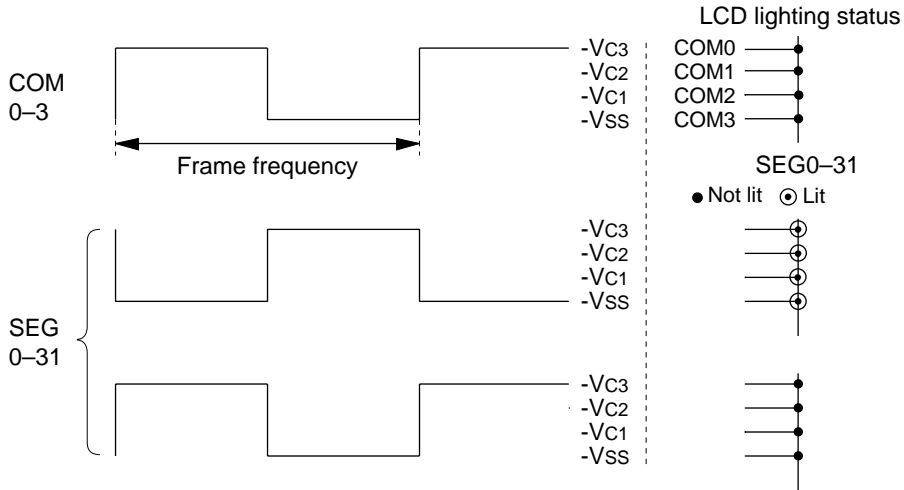 LCD lighting status
COM
0–3
-VC3
-VC2
-VC1
-VSS
COM0
COM1
COM2
COM3
Frame frequency
SEG0–31
Not lit
Lit
SEG
0–31
-VC3
-VC2
-VC1
-VSS
-VC3
-VC2
-VC1
-VSS